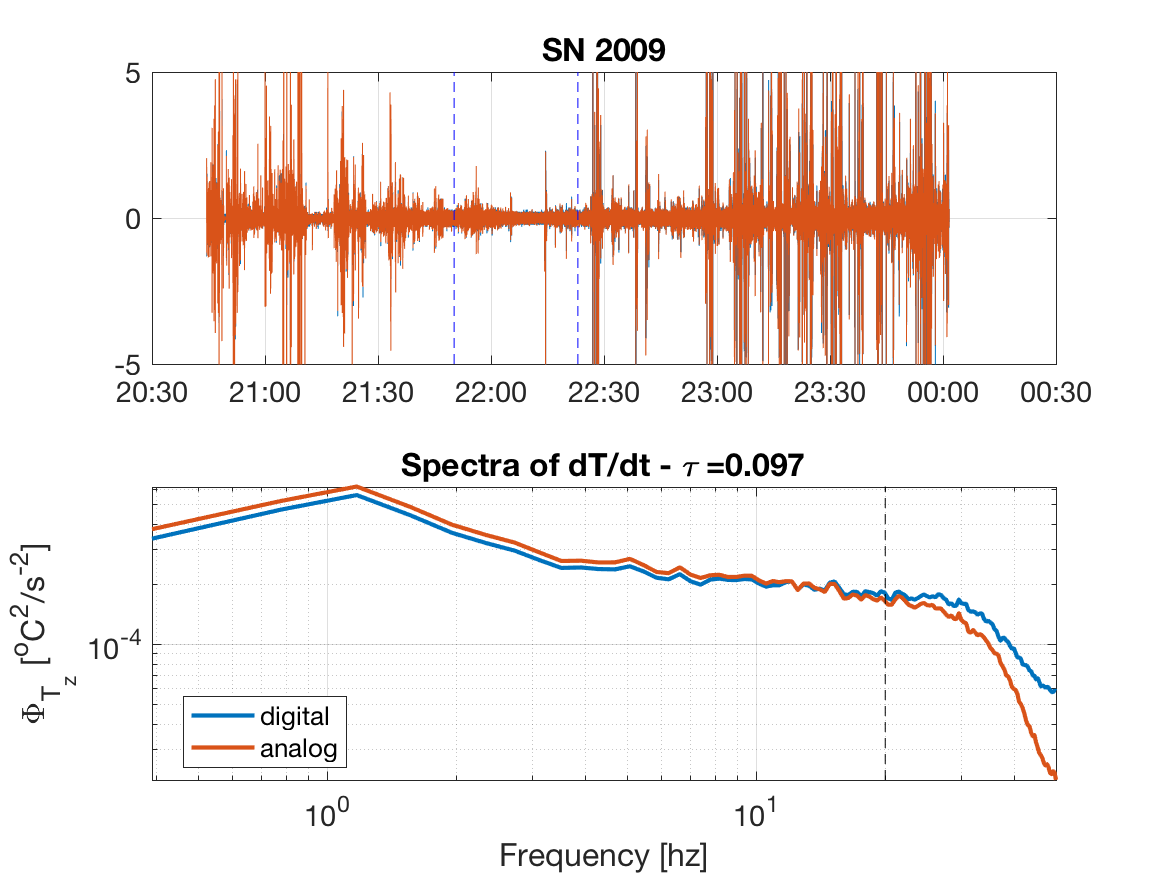 SN 2009
5
0
-5
20:30 21:00 21:30 22:00 22:30 23:00 23:30 00:00 00:30
Spectra of dT/dt - τ =0.097
Φ_{T_z} [°C²/s⁻²]
10⁻⁴
digital
analog
10⁰ 10¹
Frequency [hz]